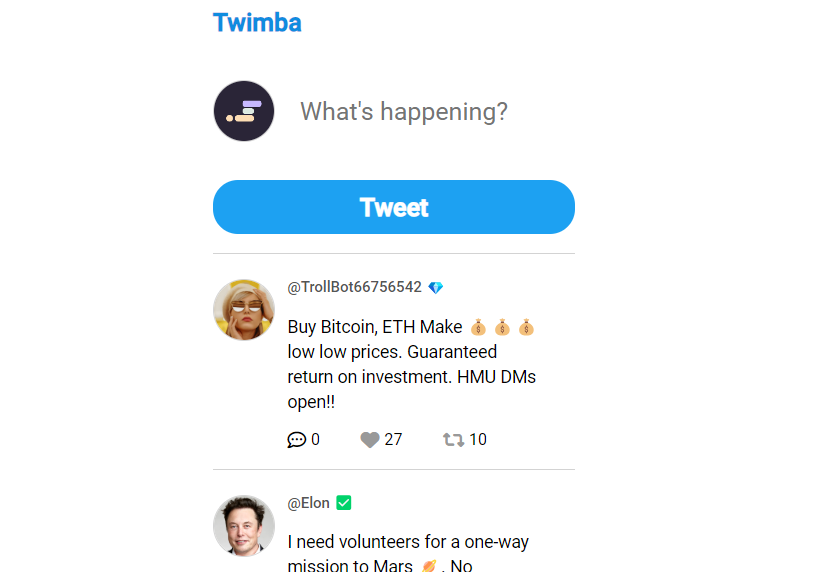 Twimba
What's happening?
Tweet
@TrollBot66756542 💎
Buy Bitcoin, ETH Make 💰 💰 💰
low low prices. Guaranteed
return on investment. HMU DMs
open!!
0 27 10
@Elon ✅
I need volunteers for a one-way
mission to Mars 🪐. No